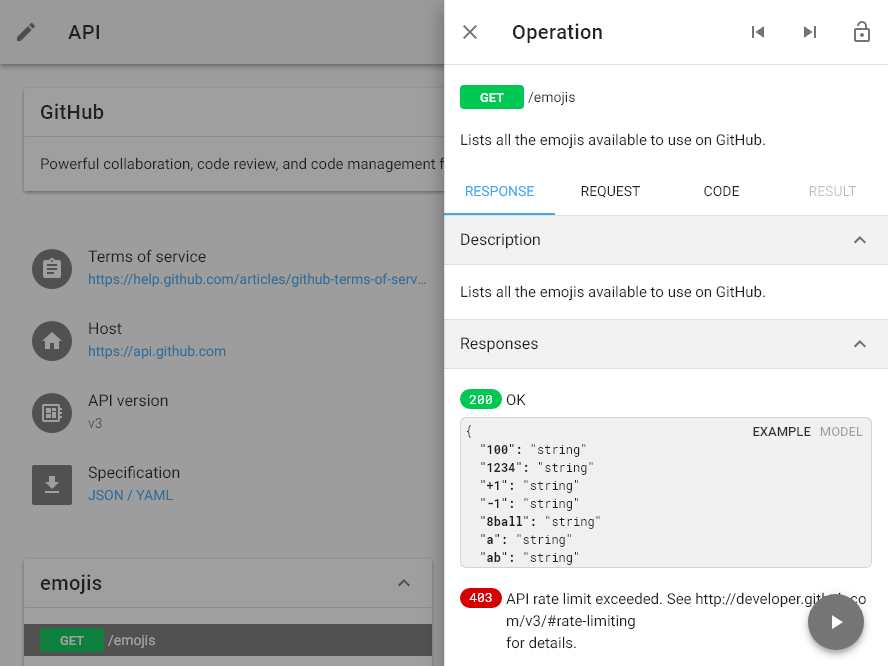 API
GitHub
Powerful collaboration, code review, and code management f
Terms of service
https://help.github.com/articles/github-terms-of-serv...
Host
https://api.github.com
API version
v3
Specification
JSON / YAML
emojis
GET /emojis
Operation
GET /emojis
Lists all the emojis available to use on GitHub.
RESPONSE REQUEST CODE RESULT
Description
Lists all the emojis available to use on GitHub.
Responses
200 OK
EXAMPLE MODEL
{
"100": "string"
"1234": "string"
"+1": "string"
"-1": "string"
"8ball": "string"
"a": "string"
"ab": "string"
403 API rate limit exceeded. See http://developer.github.co
m/v3/#rate-limiting
for details.